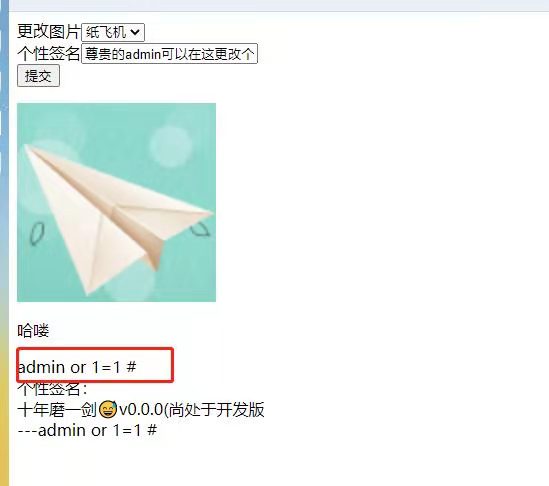 更改图片纸飞机
个性签名尊贵的admin可以在这更改个
提交
哈喽
admin or 1=1 #
个性签名：
十年磨一剑😅v0.0.0(尚处于开发版
---admin or 1=1 #